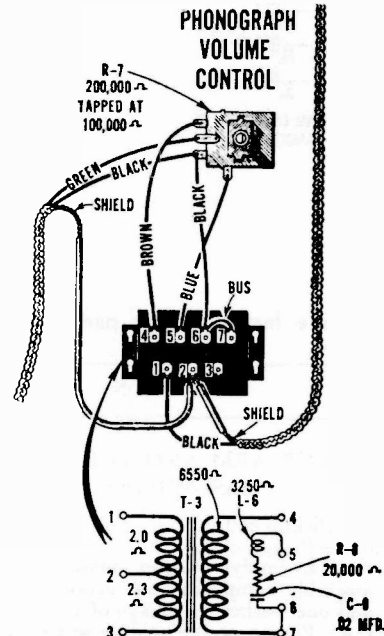 PHONOGRAPH
VOLUME
CONTROL
R-7
200,000 Ω
TAPPED AT
100,000 Ω
GREEN
BLACK
SHIELD
BROWN
BLUE
BLACK
BUS
4 5 6 7
1 2 3
SHIELD
BLACK
6550 Ω
3250 Ω
T-3
L-6
1
4
2.0
Ω
5
R-8
20,000 Ω
2
2.3
Ω
C-8
.02 MFD.
6
3
7